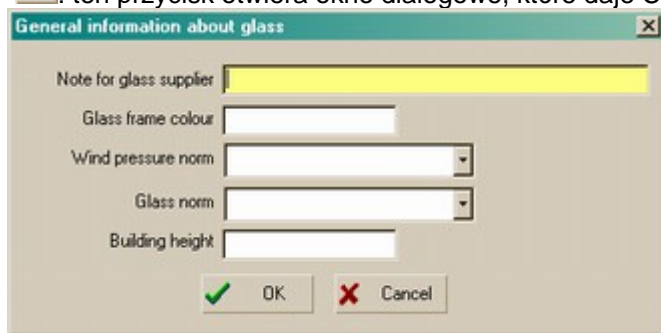 : ten przycisk otwiera okno dialogowe, które daje
General information about glass
Note for glass supplier
Glass frame colour
Wind pressure norm
Glass norm
Building height
OK Cancel